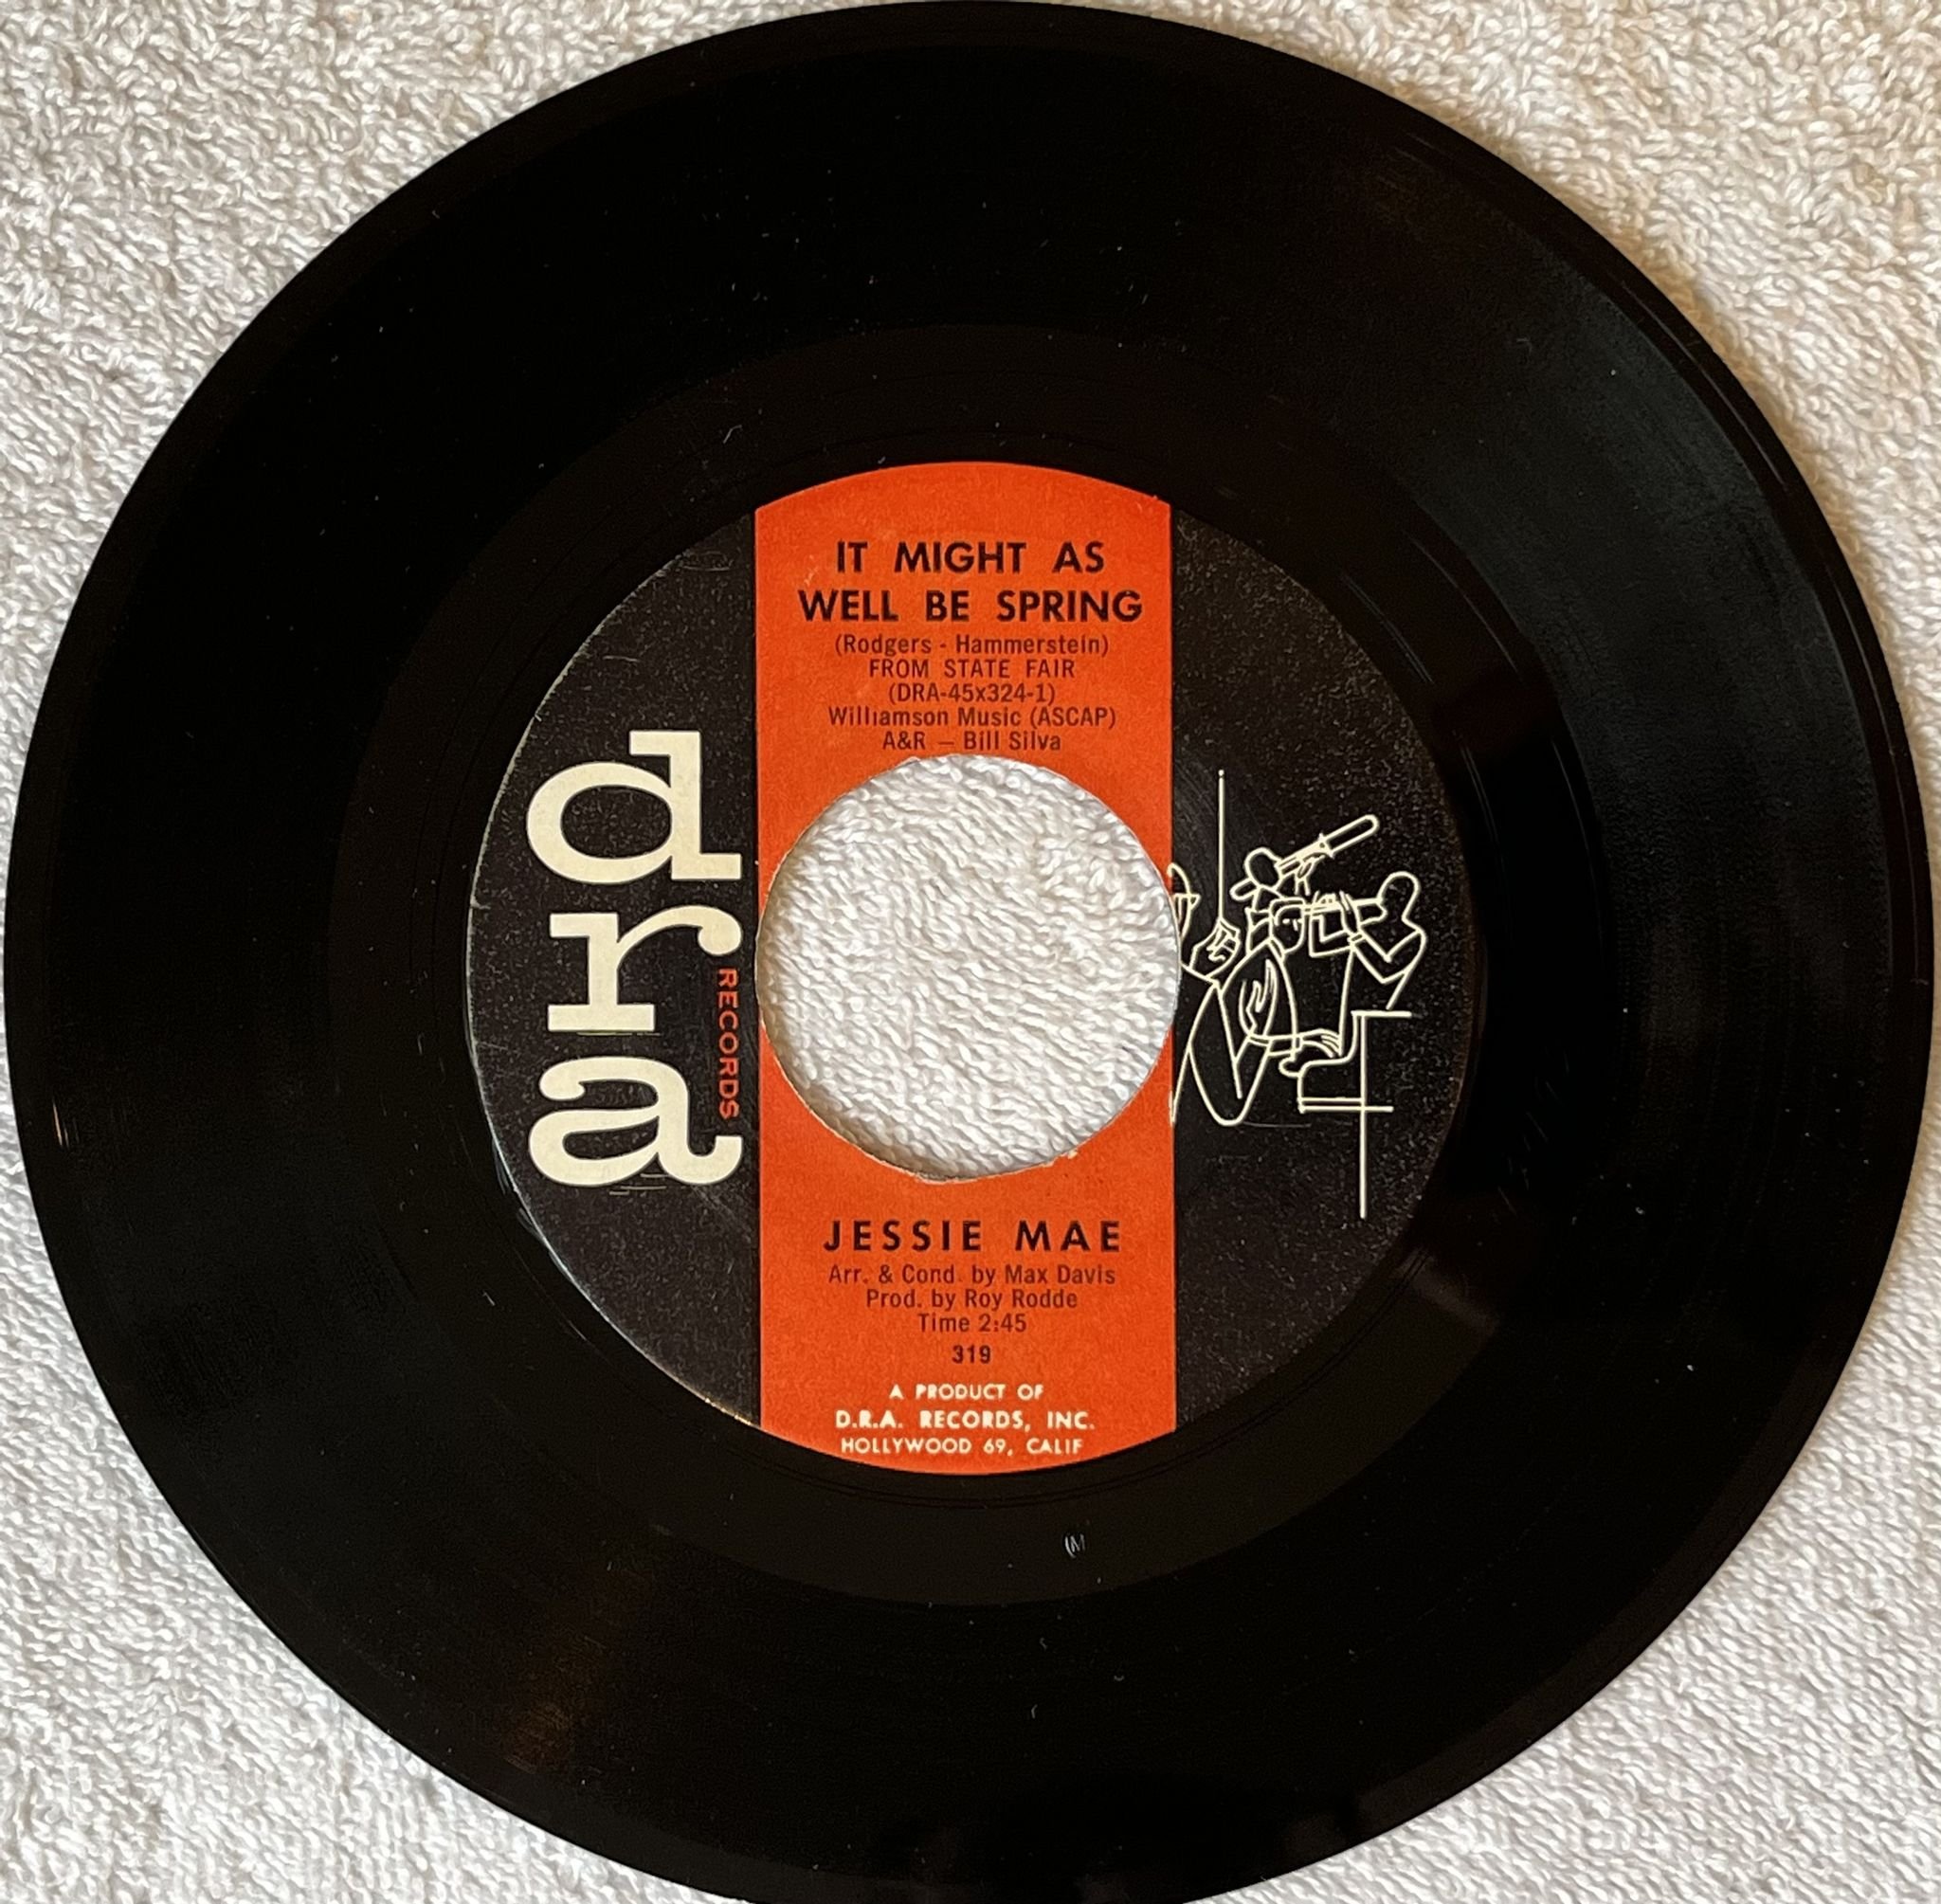 IT MIGHT AS
WELL BE SPRING
(Rodgers - Hammerstein)
FROM STATE FAIR
(DRA-45x324-1)
Williamson Music (ASCAP)
A&R — Bill Silva
dra
RECORDS
JESSIE MAE
Arr. & Cond. by Max Davis
Prod. by Roy Rodde
Time 2:45
319
A PRODUCT OF
D.R.A. RECORDS, INC.
HOLLYWOOD 69, CALIF